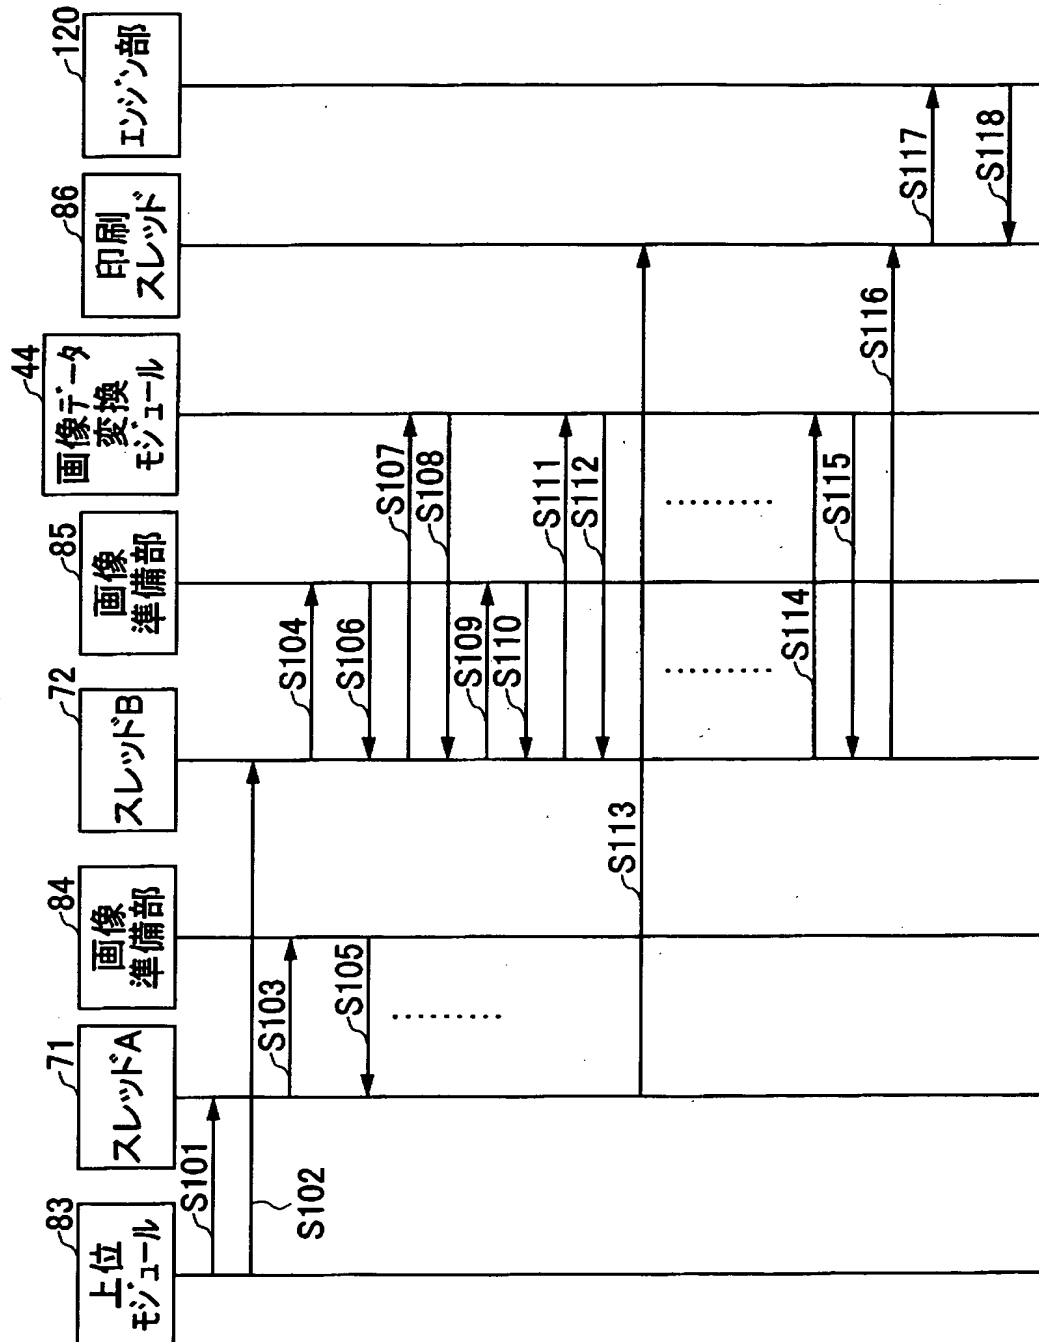 83
上位
モジュール
71
スレッドA
84
画像
準備部
72
スレッドB
85
画像
準備部
44
画像データ
変換
モジュール
86
印刷
スレッド
120
エンジン部
S101
S102
S103
S104
S105
S106
S107
S108
S109
S110
S111
S112
S113
S114
S115
S116
S117
S118